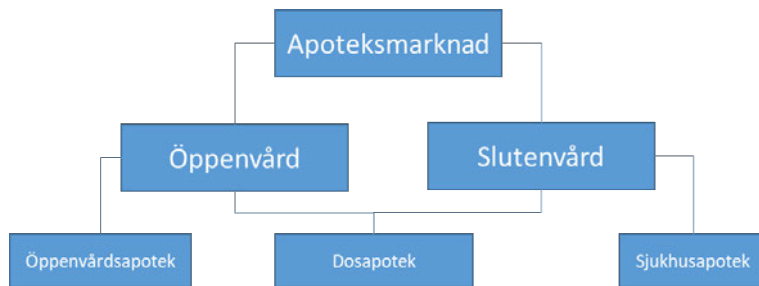 Apoteksmarknad
Öppenvård
Slutenvård
Öppenvårdsapotek
Dosapotek
Sjukhusapotek